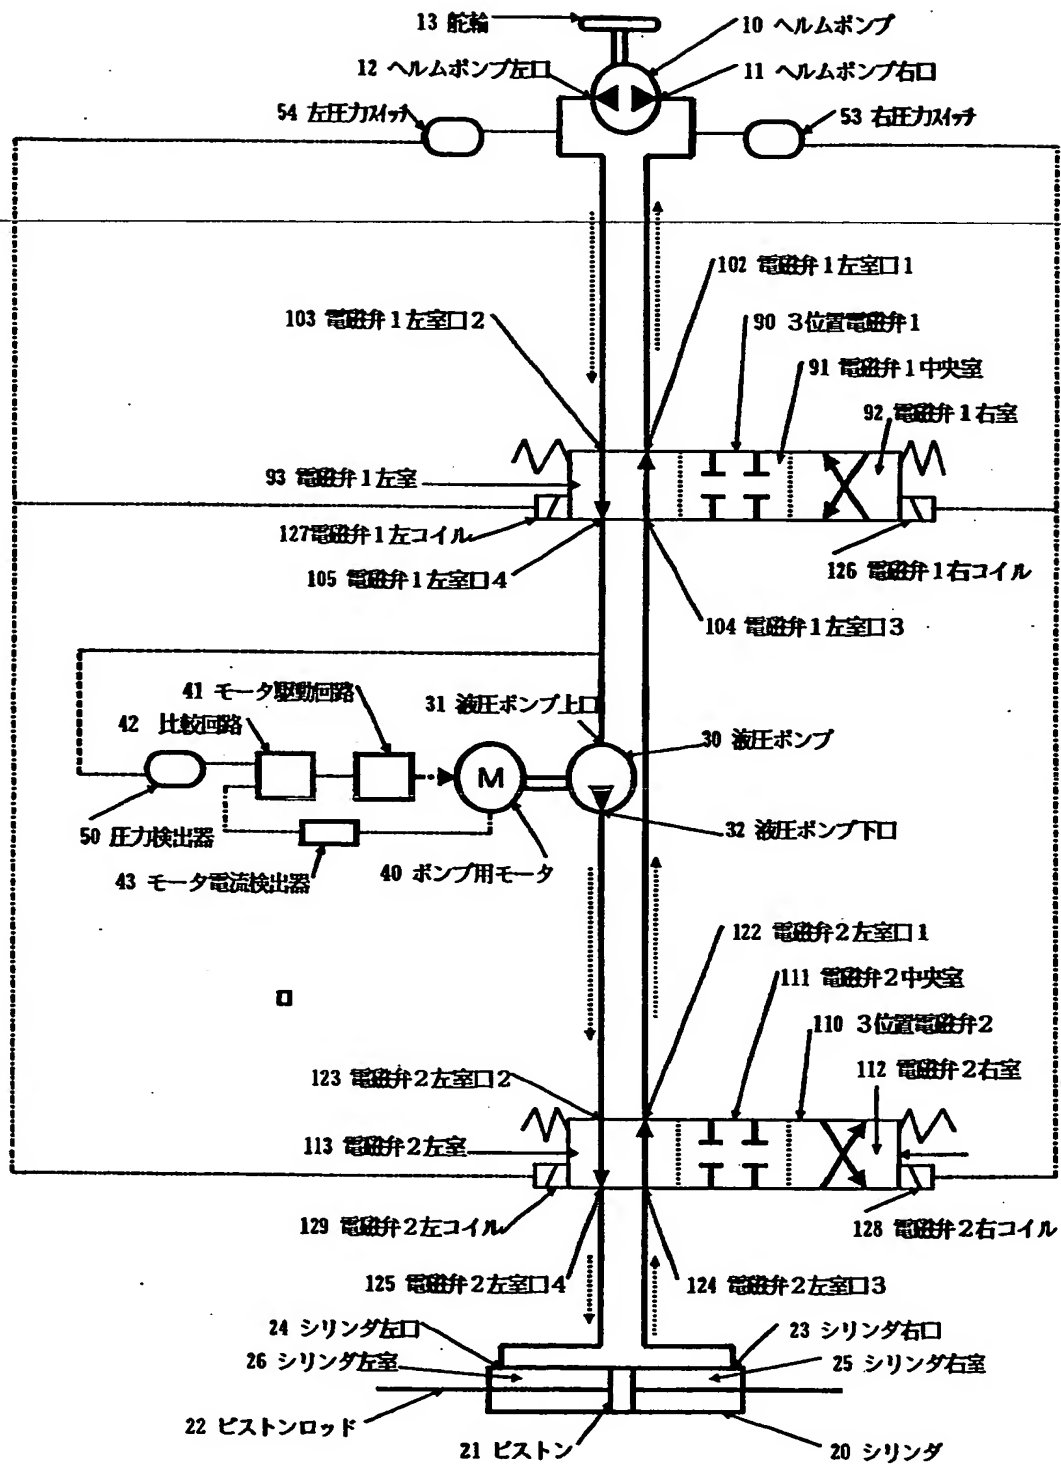 13 舵輪
10 ヘルムポンプ
12 ヘルムポンプ左口
11 ヘルムポンプ右口
54 左圧力スイッチ
53 右圧力スイッチ
102 電磁弁1左室口1
103 電磁弁1左室口2
90 3位置電磁弁1
91 電磁弁1中央室
92 電磁弁1右室
93 電磁弁1左室
127電磁弁1左コイル
126 電磁弁1右コイル
105 電磁弁1左室口4
104 電磁弁1左室口3
41 モータ駆動回路
31 液圧ポンプ上口
42 比較回路
30 液圧ポンプ
M
50 圧力検出器
32 液圧ポンプ下口
43 モータ電流検出器
40 ポンプ用モータ
122 電磁弁2左室口1
111 電磁弁2中央室
110 3位置電磁弁2
123 電磁弁2左室口2
112 電磁弁2右室
113 電磁弁2左室
129 電磁弁2左コイル
128 電磁弁2右コイル
125 電磁弁2左室口4
124 電磁弁2左室口3
24 シリンダ左口
23 シリンダ右口
26 シリンダ左室
25 シリンダ右室
22 ピストンロッド
21 ピストン
20 シリンダ